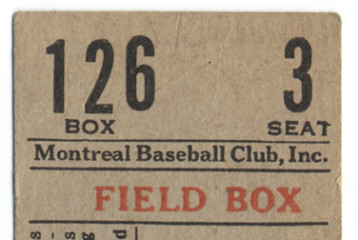 126 3
BOX SEAT
Montreal Baseball Club, Inc.
FIELD BOX